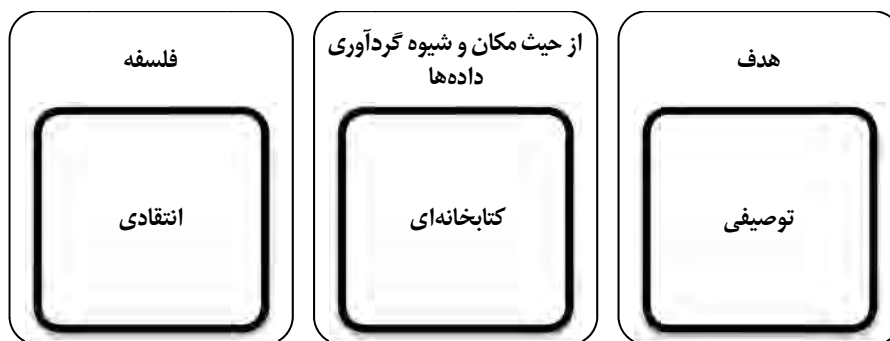 هدف
توصیفی
از حیث مکان و شیوه گردآوری
داده‌ها
کتابخانه‌ای
فلسفه
انتقادی